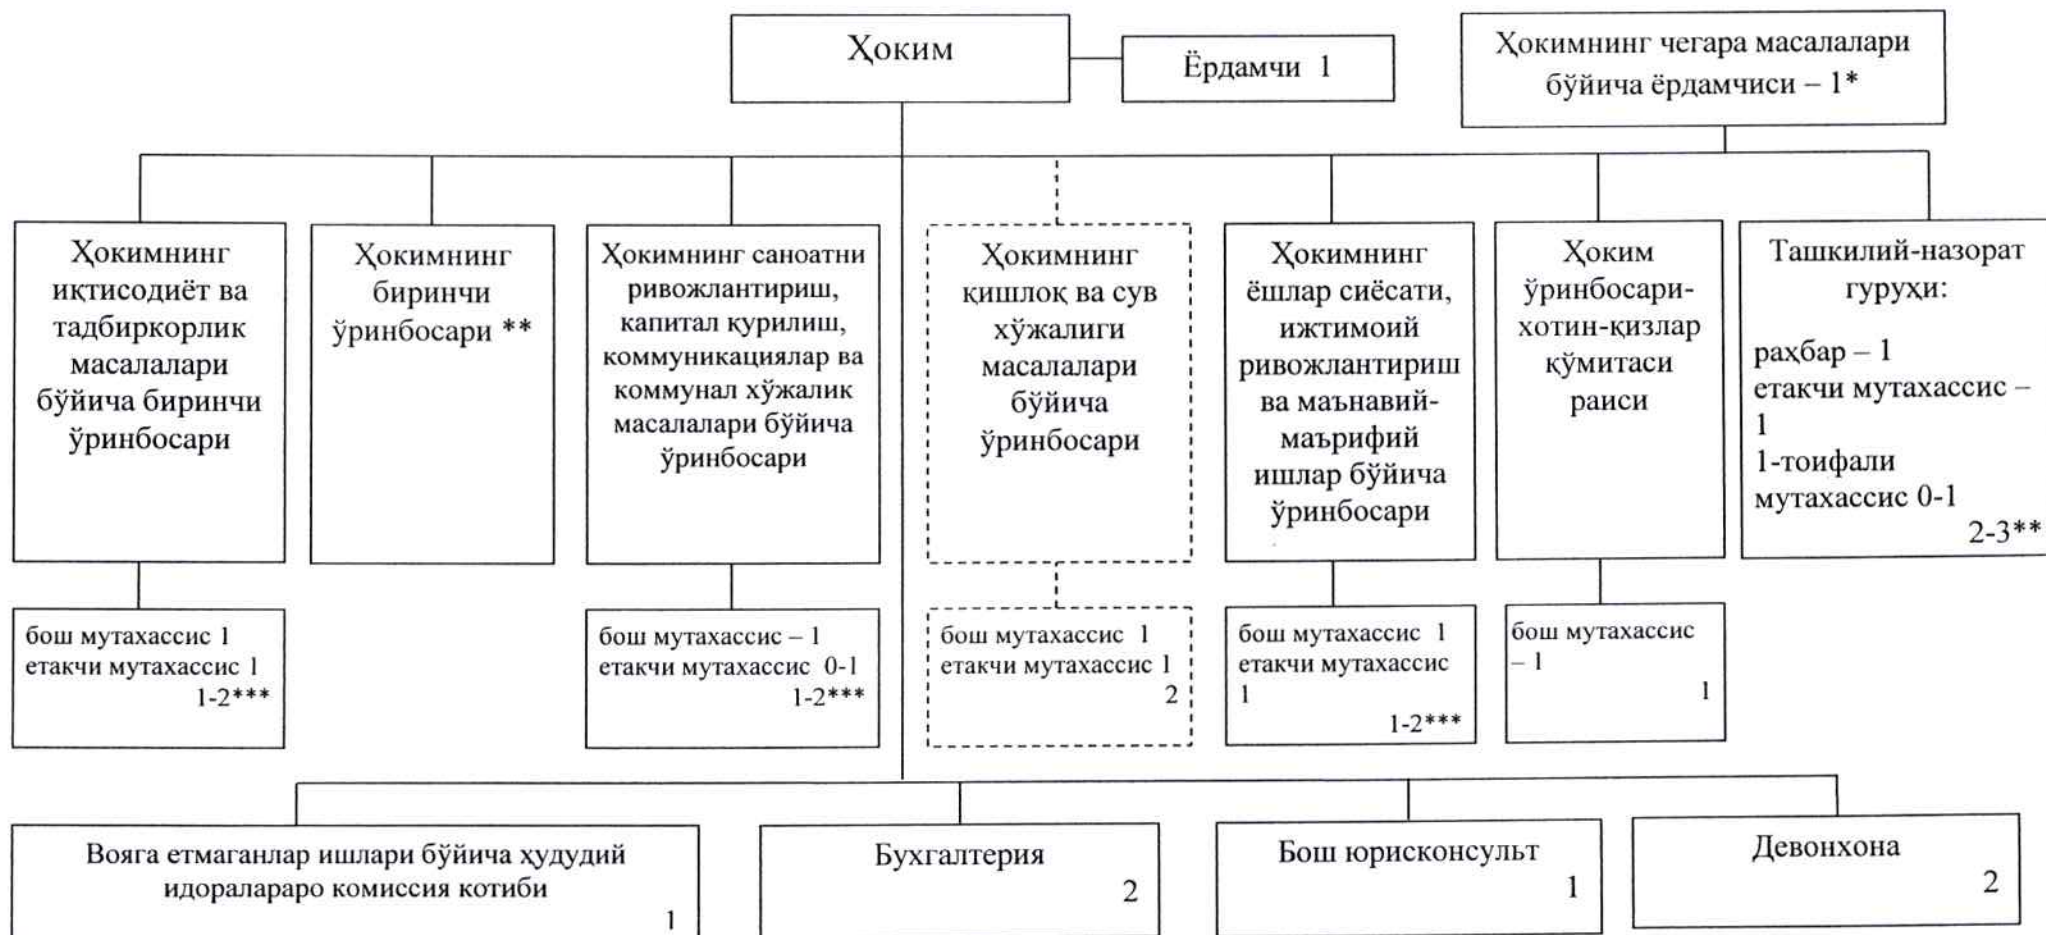 Ҳоким
Ёрдамчи 1
Ҳокимнинг чегара масалалари
бўйича ёрдамчиси – 1*
Ҳокимнинг
иқтисодиёт ва
тадбиркорлик
масалалари
бўйича биринчи
ўринбосари
Ҳокимнинг
биринчи
ўринбосари **
Ҳокимнинг саноатни
ривожлантириш,
капитал қурилиш,
коммуникациялар ва
коммунал хўжалик
масалалари бўйича
ўринбосари
Ҳокимнинг
қишлоқ ва сув
хўжалиги
масалалари
бўйича
ўринбосари
Ҳокимнинг
ёшлар сиёсати,
ижтимоий
ривожлантириш
ва маънавий-
маърифий
ишлар бўйича
ўринбосари
Ҳоким
ўринбосари-
хотин-қизлар
қўмитаси
раиси
Ташкилий-назорат
гуруҳи:
раҳбар – 1
етакчи мутахассис –
1
1-тоифали
мутахассис 0-1
2-3**
бош мутахассис 1
етакчи мутахассис 1
1-2***
бош мутахассис – 1
етакчи мутахассис 0-1
1-2***
бош мутахассис 1
етакчи мутахассис 1
2
бош мутахассис 1
етакчи мутахассис
1
1-2***
бош мутахассис
– 1
1
Вояга етмаганлар ишлари бўйича ҳудудий
идоралараро комиссия котиби
1
Бухгалтерия
2
Бош юрисконсульт
1
Девонхона
2